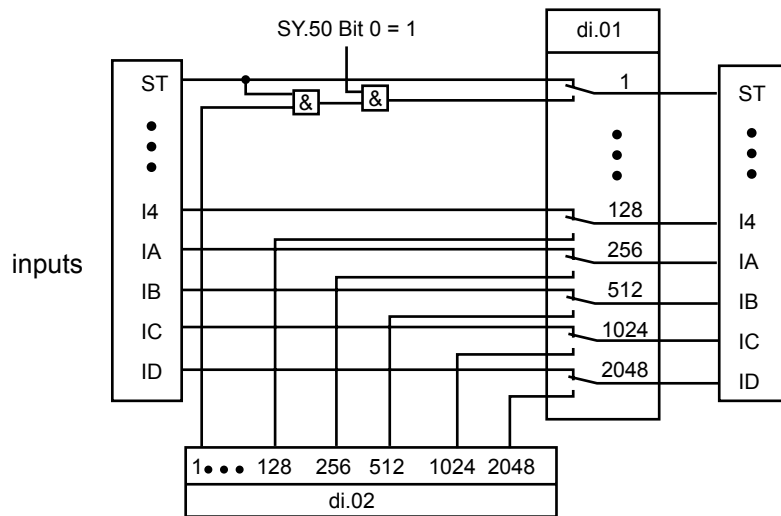 SY.50 Bit 0 = 1
di.01
ST
&
&
1
ST
I4
128
I4
inputs
IA
256
IA
IB
512
IB
IC
1024
IC
ID
2048
ID
1 128 256 512 1024 2048
di.02